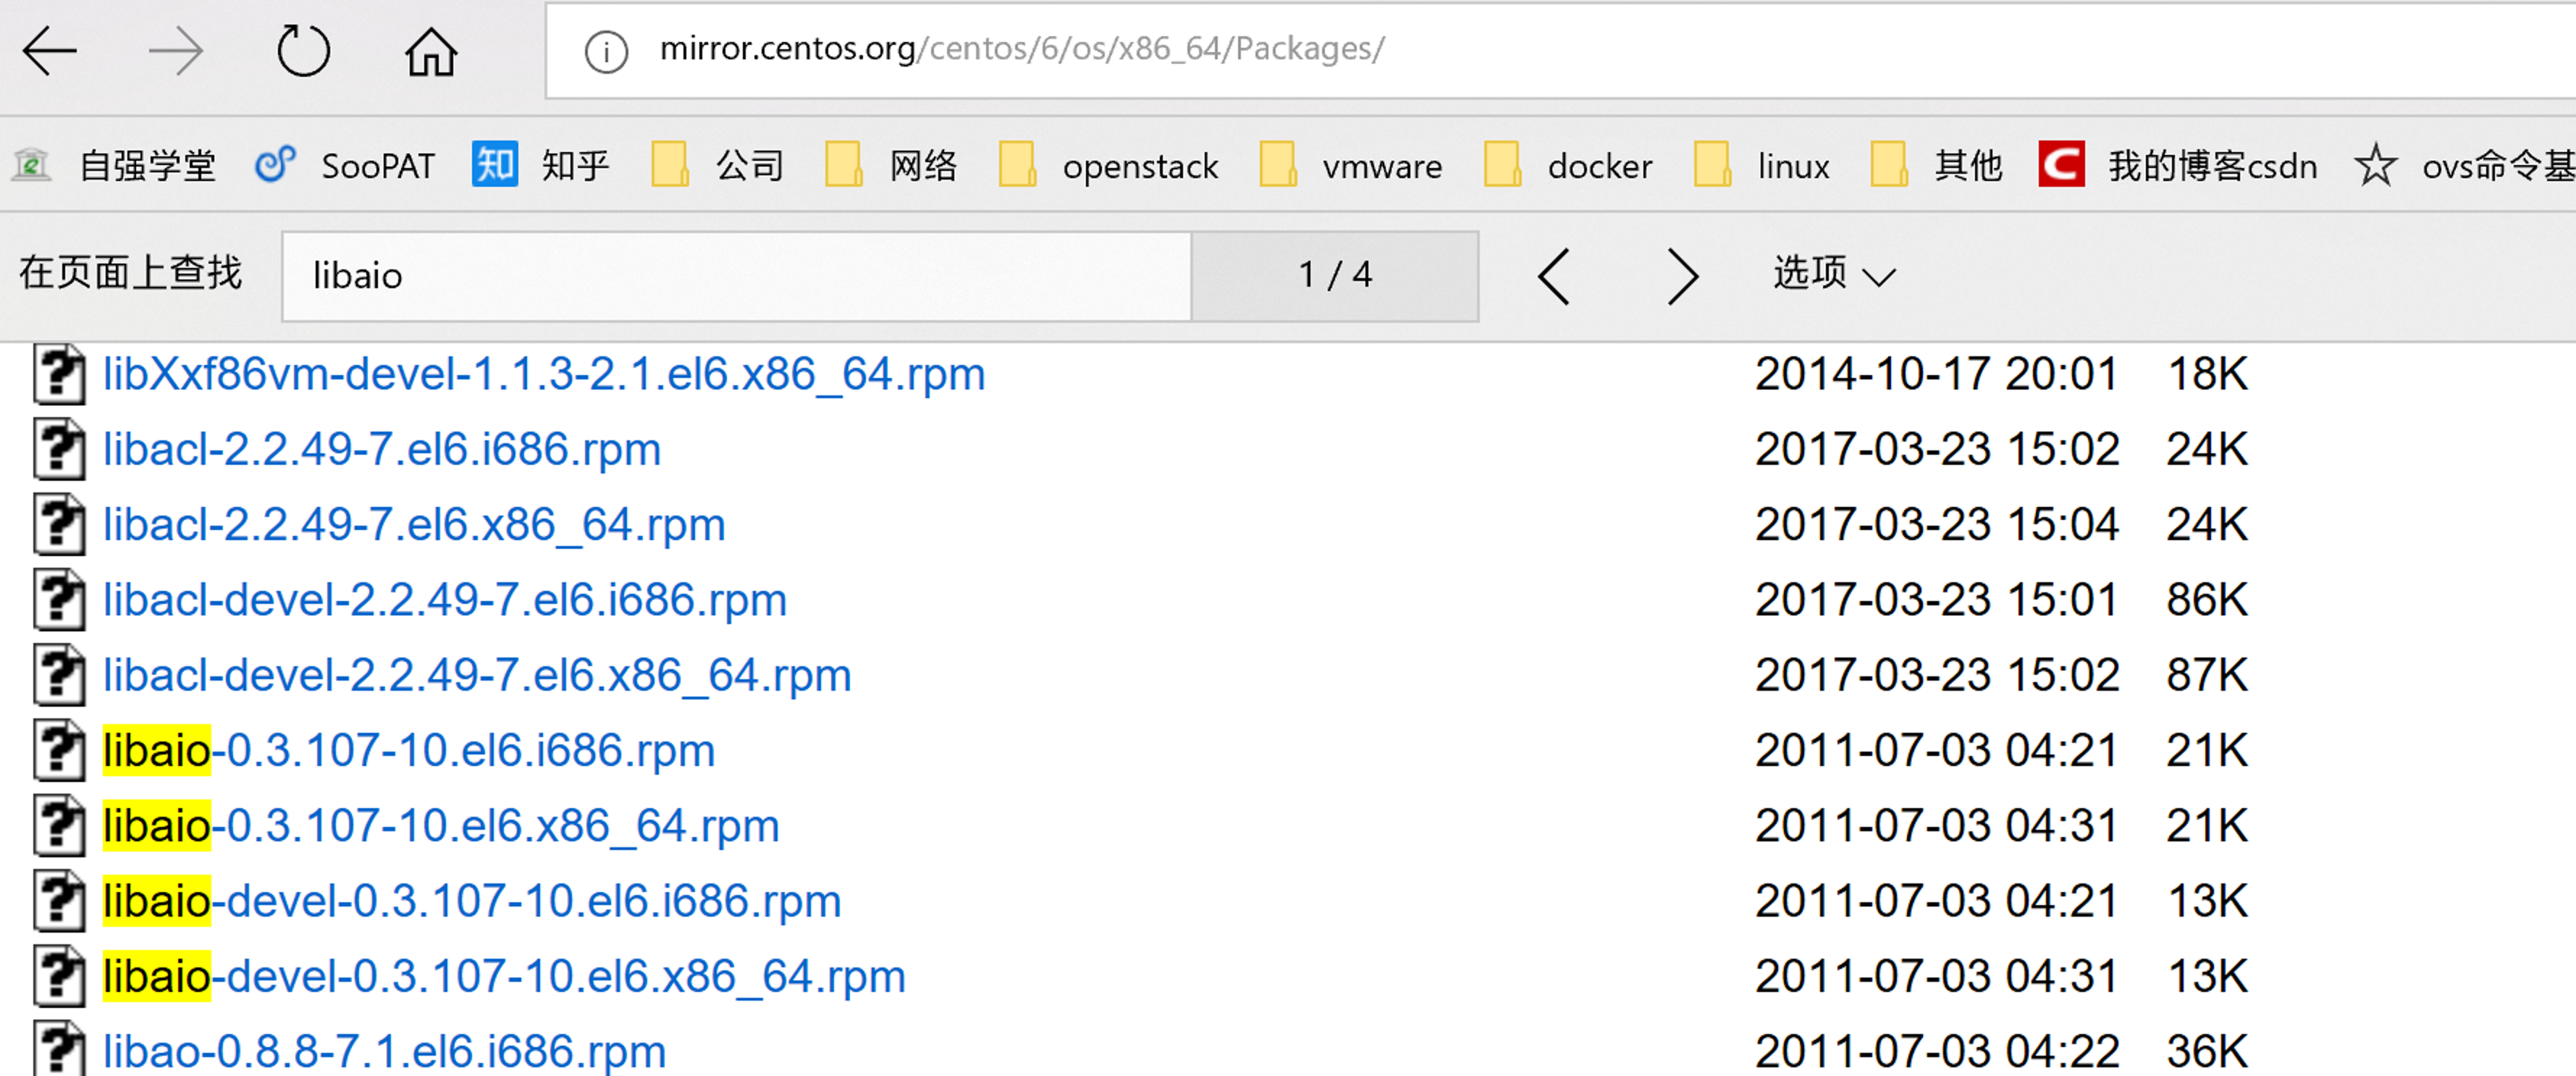 mirror.centos.org/centos/6/os/x86_64/Packages/
自强学堂 SooPAT 知 知乎 公司 网络 openstack vmware docker linux 其他 C 我的博客csdn ovs命令基
在页面上查找 libaio 1 / 4 选项
libXxf86vm-devel-1.1.3-2.1.el6.x86_64.rpm 2014-10-17 20:01 18K
libacl-2.2.49-7.el6.i686.rpm 2017-03-23 15:02 24K
libacl-2.2.49-7.el6.x86_64.rpm 2017-03-23 15:04 24K
libacl-devel-2.2.49-7.el6.i686.rpm 2017-03-23 15:01 86K
libacl-devel-2.2.49-7.el6.x86_64.rpm 2017-03-23 15:02 87K
libaio-0.3.107-10.el6.i686.rpm 2011-07-03 04:21 21K
libaio-0.3.107-10.el6.x86_64.rpm 2011-07-03 04:31 21K
libaio-devel-0.3.107-10.el6.i686.rpm 2011-07-03 04:21 13K
libaio-devel-0.3.107-10.el6.x86_64.rpm 2011-07-03 04:31 13K
libao-0.8.8-7.1.el6.i686.rpm 2011-07-03 04:22 36K